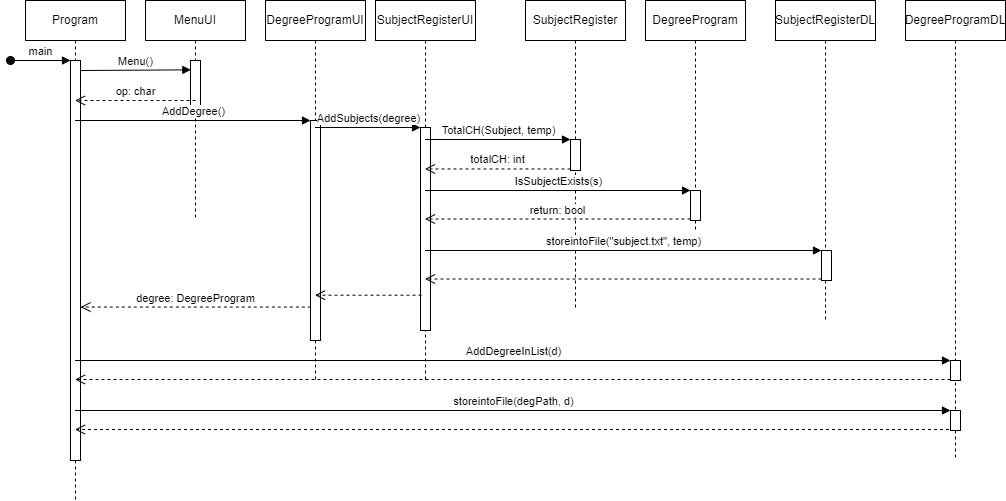 Program
MenuUI
DegreeProgramUI
SubjectRegisterUI
SubjectRegister
DegreeProgram
SubjectRegisterDL
DegreeProgramDL
main
Menu()
op: char
AddDegree()
AddSubjects(degree)
TotalCH(Subject, temp)
totalCH: int
IsSubjectExists(s)
return: bool
storeintoFile("subject.txt", temp)
degree: DegreeProgram
AddDegreeInList(d)
storeintoFile(degPath, d)